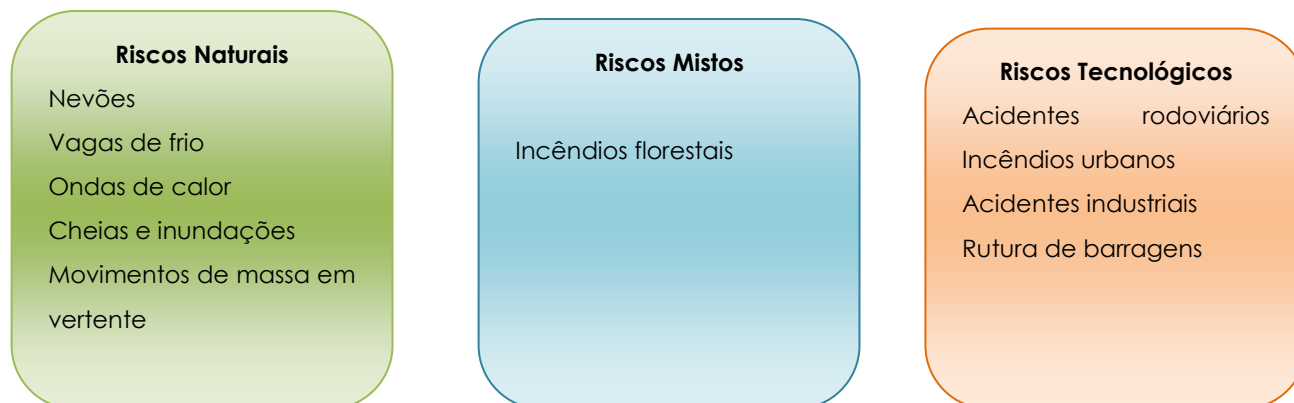 Riscos Naturais
Nevões
Vagas de frio
Ondas de calor
Cheias e inundações
Movimentos de massa em
vertente
Riscos Mistos
Incêndios florestais
Riscos Tecnológicos
Acidentes rodoviários
Incêndios urbanos
Acidentes industriais
Rutura de barragens